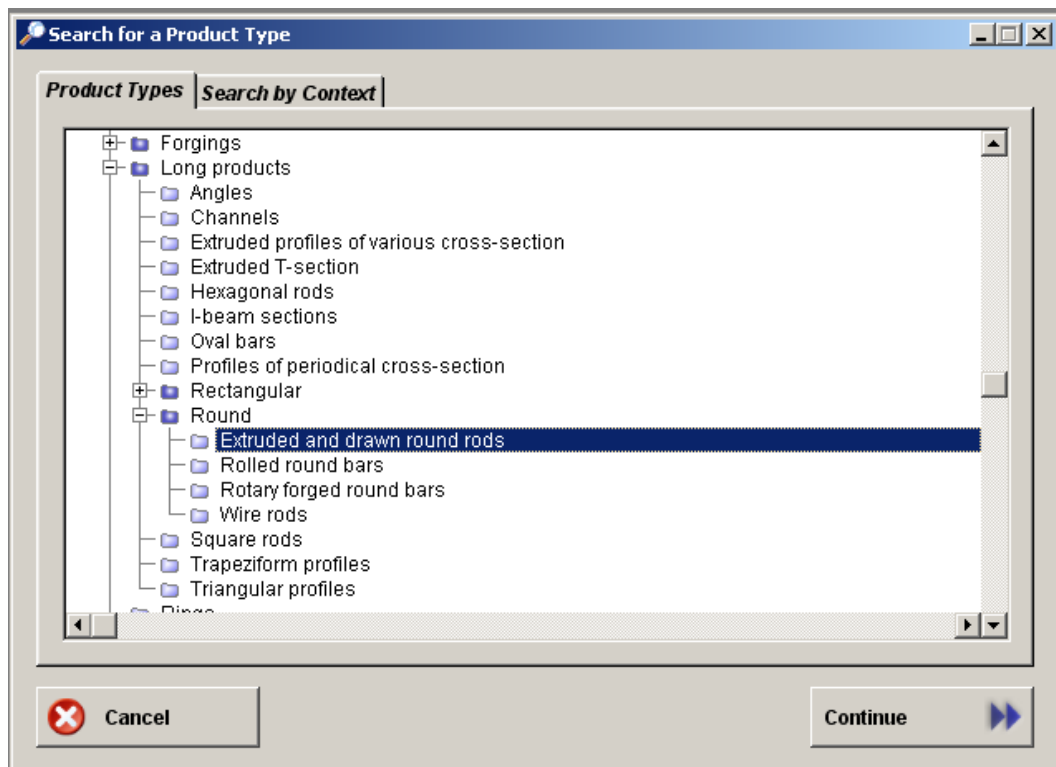 Search for a Product Type
Product Types
Search by Context
Forgings
Long products
Angles
Channels
Extruded profiles of various cross-section
Extruded T-section
Hexagonal rods
I-beam sections
Oval bars
Profiles of periodical cross-section
Rectangular
Round
Extruded and drawn round rods
Rolled round bars
Rotary forged round bars
Wire rods
Square rods
Trapeziform profiles
Triangular profiles
Rings
Cancel
Continue